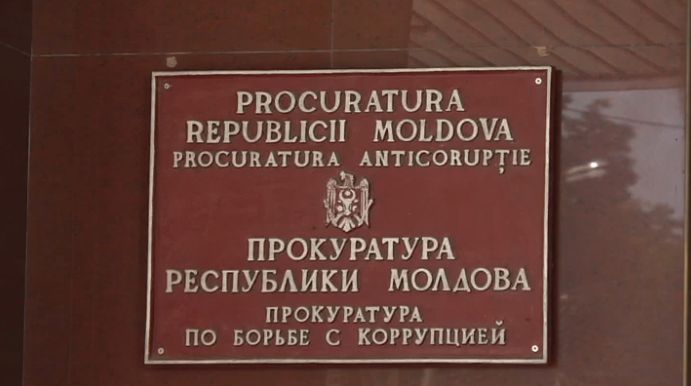 PROCURATURA
REPUBLICII MOLDOVA
PROCURATURA ANTICORUPȚIE
ПРОКУРАТУРА
РЕСПУБЛИКИ МОЛДОВА
ПРОКУРАТУРА
ПО БОРЬБЕ С КОРРУПЦИЕЙ